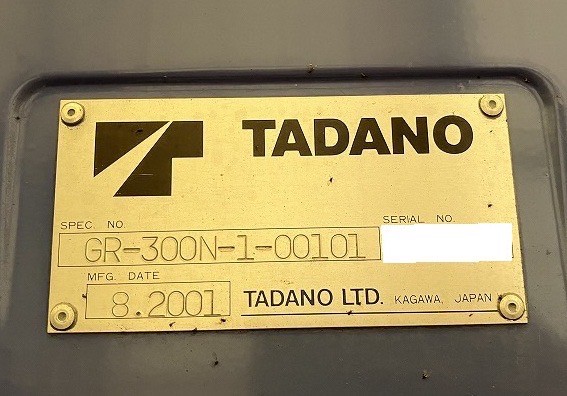 TADANO
SPEC. NO. SERIAL NO.
GR-300N-1-00101
MFG. DATE
8.2001 TADANO LTD. KAGAWA, JAPAN